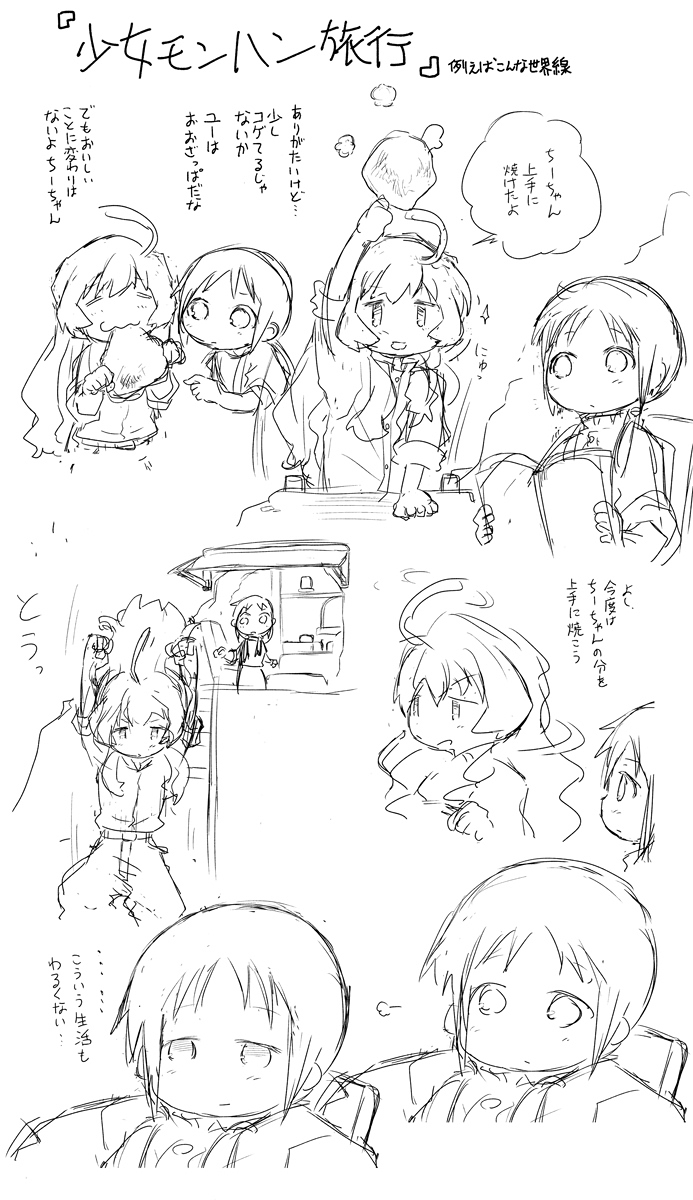 『少女モンハン旅行』
例えばこんな世界線
ちーちゃん
上手に
焼けたよ
にゅっ
ありがたいけど…
少し
コゲてるじゃ
ないか
ユーは
おおざっぱだな
でもおいしい
ことに変わりは
ないよ ちーちゃん
よし、
今度は
ちーちゃんの分を
上手に焼こう
とうっ
……
こういう生活も
わるくない…